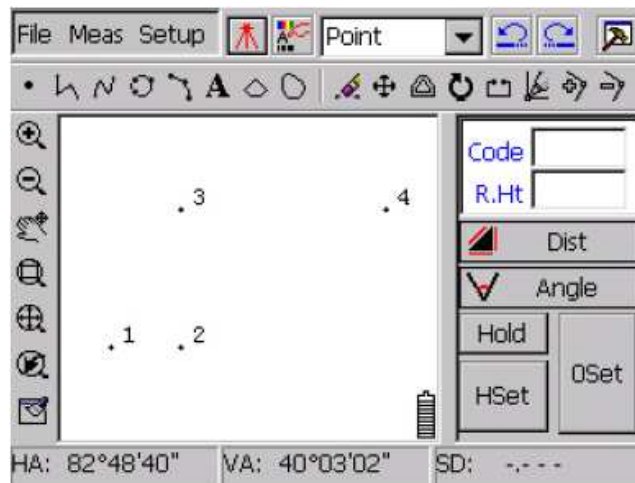 File Meas Setup Point
A
Code
3 4
R.Ht
Dist
Angle
1 2
Hold
0Set
HSet
HA: 82°48'40" VA: 40°03'02" SD: -.- - -